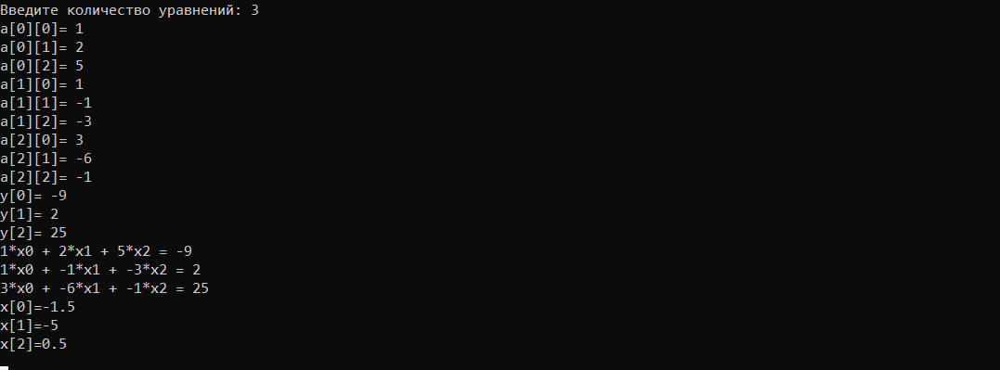 Введите количество уравнений: 3
a[0][0]= 1
a[0][1]= 2
a[0][2]= 5
a[1][0]= 1
a[1][1]= -1
a[1][2]= -3
a[2][0]= 3
a[2][1]= -6
a[2][2]= -1
y[0]= -9
y[1]= 2
y[2]= 25
1*x0 + 2*x1 + 5*x2 = -9
1*x0 + -1*x1 + -3*x2 = 2
3*x0 + -6*x1 + -1*x2 = 25
x[0]=-1.5
x[1]=-5
x[2]=0.5